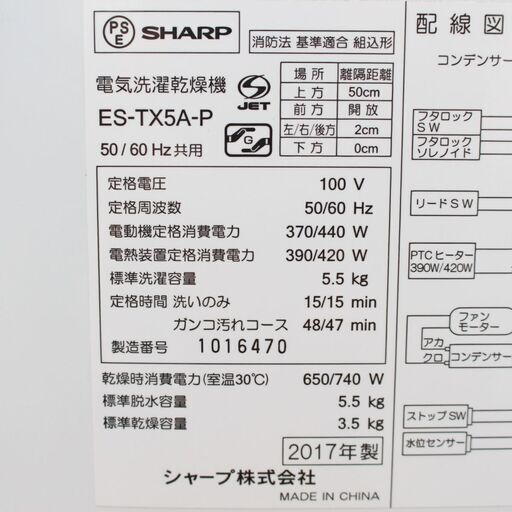 PS
E
SHARP
電気洗濯乾燥機
JET
ES-TX5A-P
G
50/60 Hz共用
消防法 基準適合 組込形
場所 離隔距離
上方 50cm
前方 開放
左/右/後方 2cm
下方 0cm
定格電圧 100 V
定格周波数 50/60 Hz
電動機定格消費電力 370/440 W
電熱装置定格消費電力 390/420 W
標準洗濯容量 5.5 kg
定格時間 洗いのみ 15/15 min
ガンコ汚れコース 48/47 min
製造番号 1016470
乾燥時消費電力(室温30℃) 650/740 W
標準脱水容量 5.5 kg
標準乾燥容量 3.5 kg
2017年製
シャープ株式会社
MADE IN CHINA
配線図
コンデンサー
フタロック
SW
フタロック
ソレノイド
リードSW
PTCヒーター
390W/420W
ファン
モーター
アカ
クロ
コンデンサー
ストップSW
水位センサー